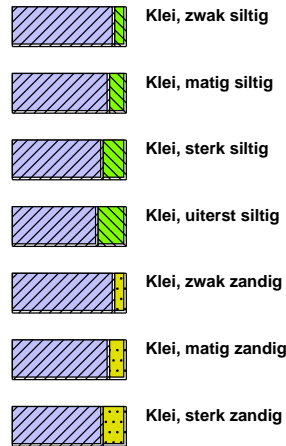 Klei, zwak siltig
Klei, matig siltig
Klei, sterk siltig
Klei, uiterst siltig
Klei, zwak zandig
Klei, matig zandig
Klei, sterk zandig